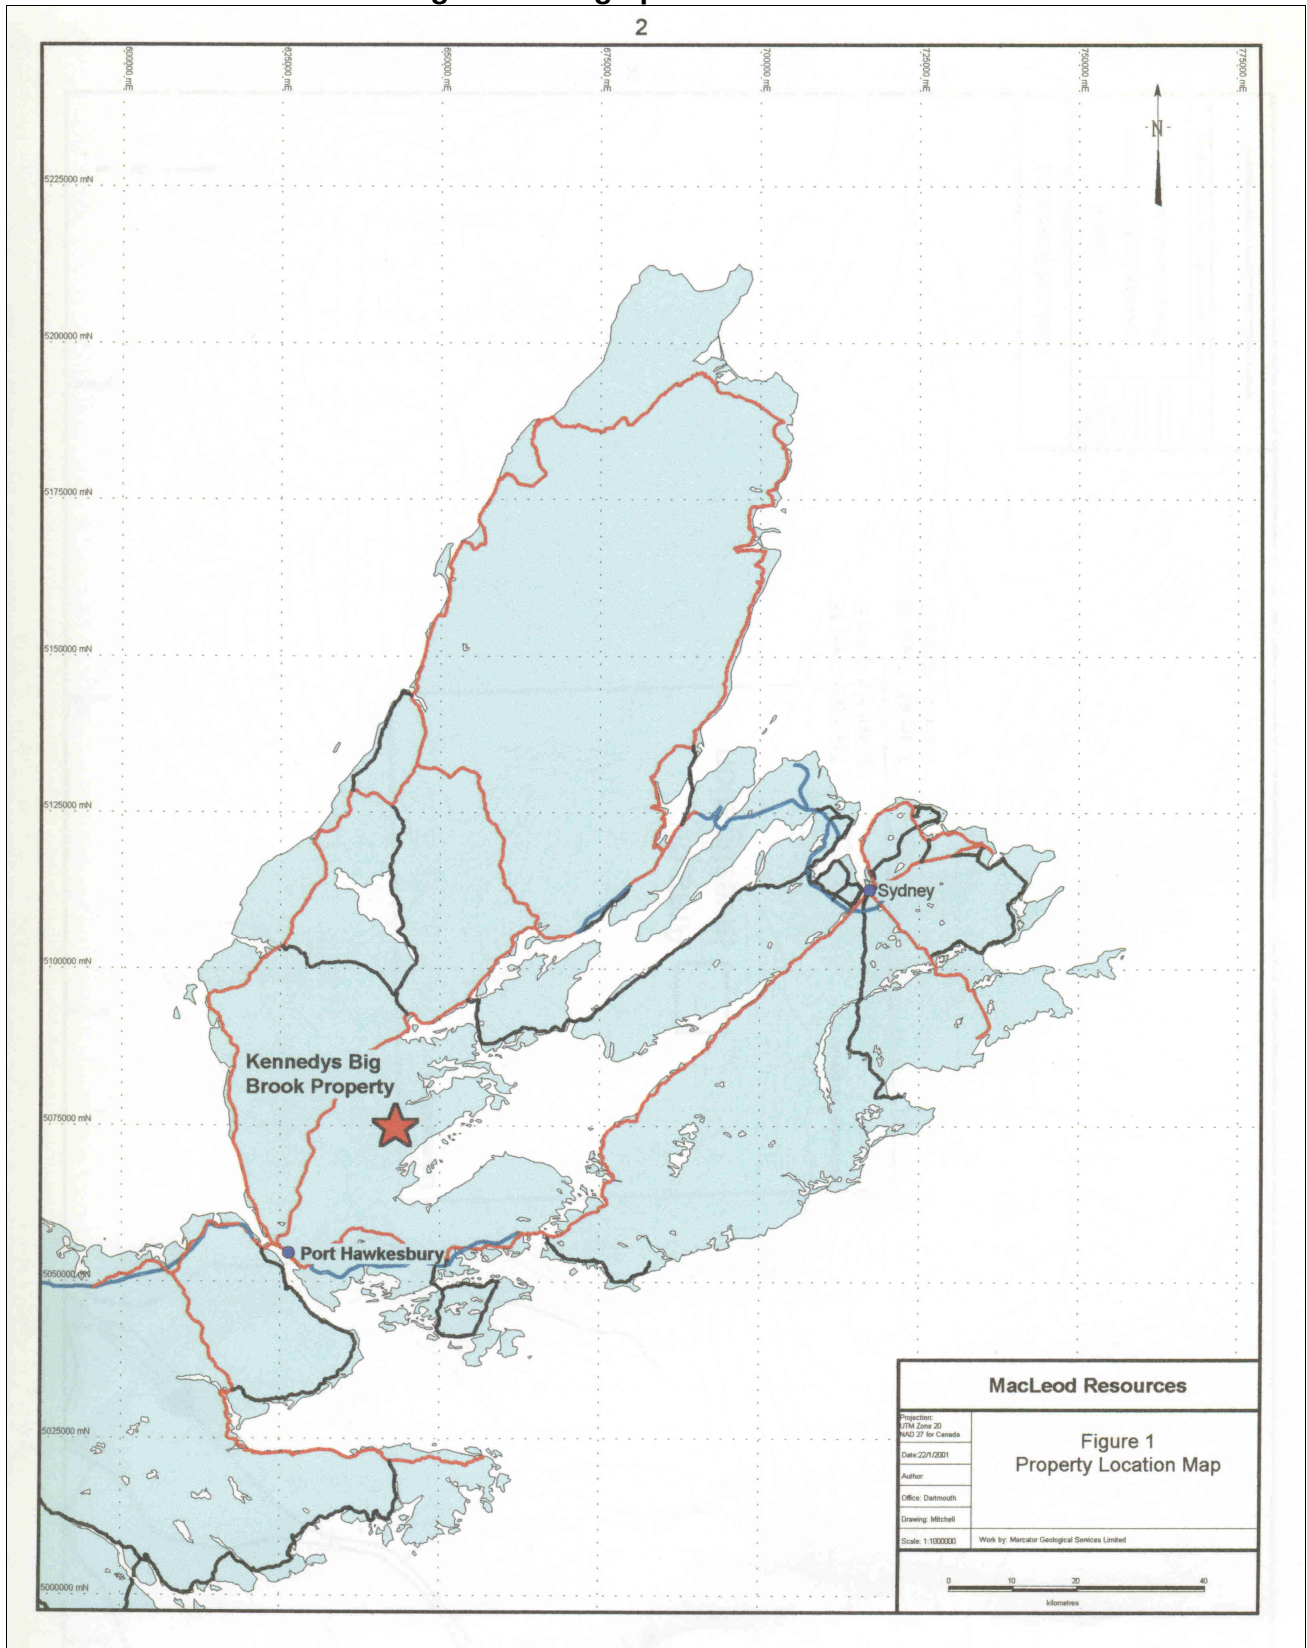 2
600000 mE
625000 mE
650000 mE
675000 mE
700000 mE
725000 mE
750000 mE
775000 mE
N
5225000 mN
5200000 mN
5175000 mN
5150000 mN
5125000 mN
Sydney
5100000 mN
Kennedys Big
Brook Property
5075000 mN
Port Hawkesbury
5050000 mN
5025000 mN
5000000 mN
MacLeod Resources
Projection:
UTM Zone 20
NAD 27 for Canada
Date:22/1/2001
Author:
Office: Dartmouth
Drawing: Mitchell
Scale: 1:1000000
Figure 1
Property Location Map
Work by: Mercator Geological Services Limited
0 10 20 40
kilometres